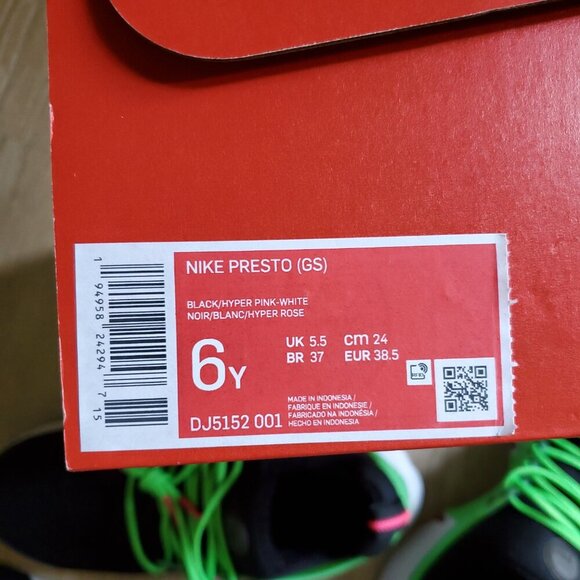 NIKE PRESTO (GS)
BLACK/HYPER PINK-WHITE
NOIR/BLANC/HYPER ROSE
6Y
UK 5.5 cm 24
BR 37 EUR 38.5
DJ5152 001
MADE IN INDONESIA/
FABRIQUE EN INDONESIE/
FABRICADO NA INDONÉSIA/
HECHO EN INDONESIA
1 94958 24294 7 15